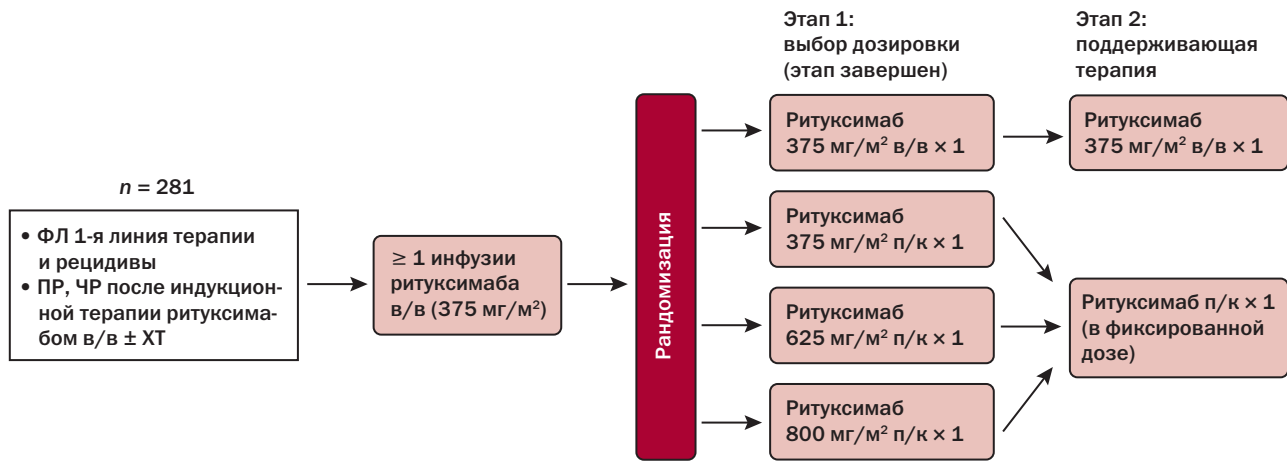 n = 281
• ФЛ 1-я линия терапии
и рецидивы
• ПР, ЧР после индукцион-
ной терапии ритуксима-
бом в/в ± ХТ
≥ 1 инфузии
ритуксимаба
в/в (375 мг/м²)
Рандомизация
Этап 1:
выбор дозировки
(этап завершен)
Ритуксимаб
375 мг/м² в/в × 1
Ритуксимаб
375 мг/м² п/к × 1
Ритуксимаб
625 мг/м² п/к × 1
Ритуксимаб
800 мг/м² п/к × 1
Этап 2:
поддерживающая
терапия
Ритуксимаб
375 мг/м² в/в × 1
Ритуксимаб п/к × 1
(в фиксированной
дозе)